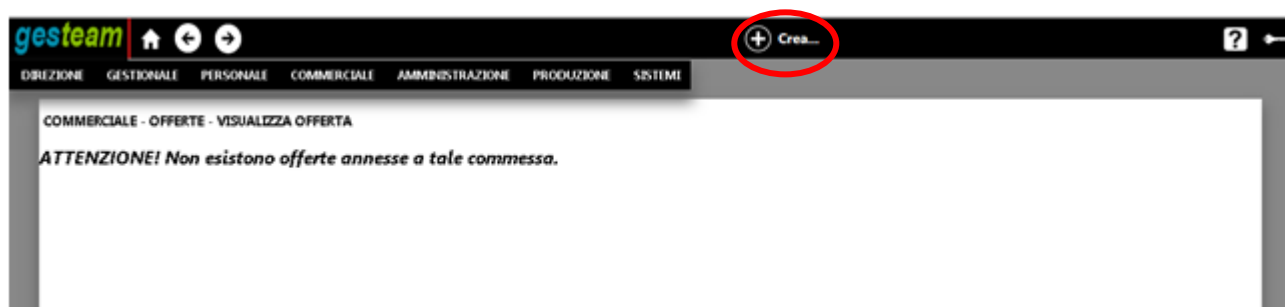 gesteam Crea...
?
DIREZIONE GESTIONALE PERSONALE COMMERCIALE AMMINISTRAZIONE PRODUZIONE SISTEMI
COMMERCIALE - OFFERTE - VISUALIZZA OFFERTA
ATTENZIONE! Non esistono offerte annesse a tale commessa.